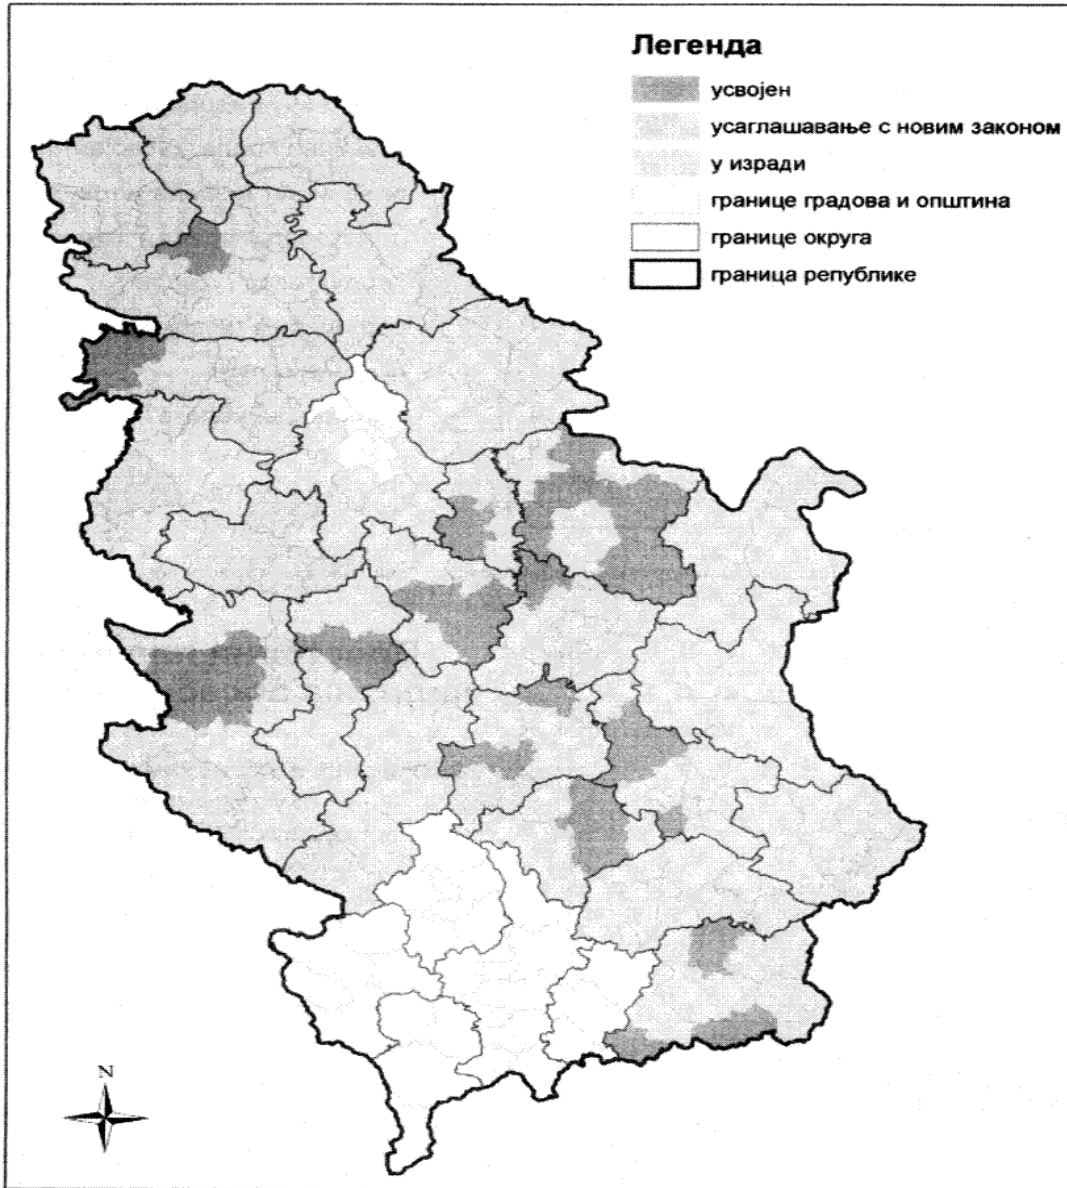 Легенда
усвојен
усаглашавање с новим законом
у изради
границе градова и општина
границе округа
граница републике
N